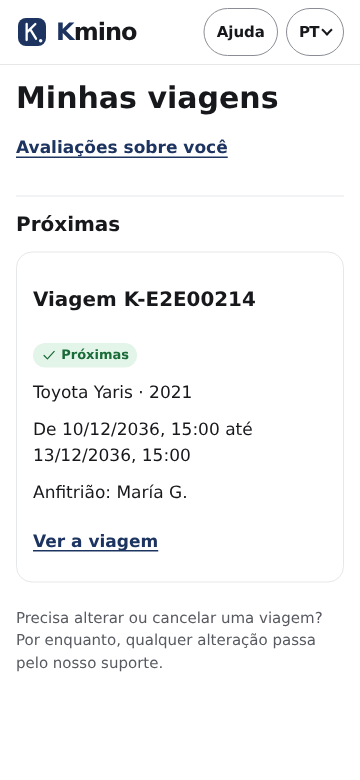 K. Kmino
Ajuda
PT
Minhas viagens
Avaliações sobre você
Próximas
Viagem K-E2E00214
Próximas
Toyota Yaris · 2021
De 10/12/2036, 15:00 até
13/12/2036, 15:00
Anfitrião: María G.
Ver a viagem
Precisa alterar ou cancelar uma viagem?
Por enquanto, qualquer alteração passa
pelo nosso suporte.